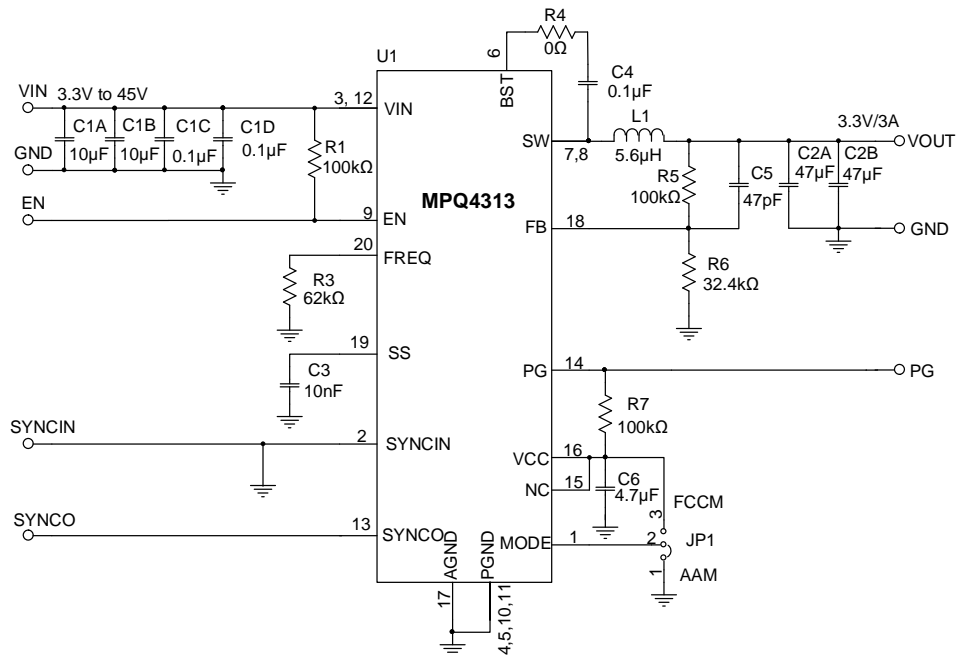 R4
0Ω
6
U1
C4
0.1µF
BST
VIN 3.3V to 45V
3, 12
VIN
L1
3.3V/3A
C1A
10µF
C1B
10µF
C1C
0.1µF
C1D
0.1µF
R1
100kΩ
SW
7,8
5.6µH
VOUT
GND
C5
47pF
C2A
47µF
C2B
47µF
R5
100kΩ
EN
MPQ4313
9
EN
FB
18
GND
20
FREQ
R3
62kΩ
R6
32.4kΩ
19
SS
C3
10nF
PG
14
PG
R7
100kΩ
SYNCIN
2
SYNCIN
VCC
16
NC
15
C6
4.7µF
FCCM
3
SYNCO
13
SYNCO
MODE
1
2
JP1
1
AAM
AGND
PGND
17
4,5,10,11